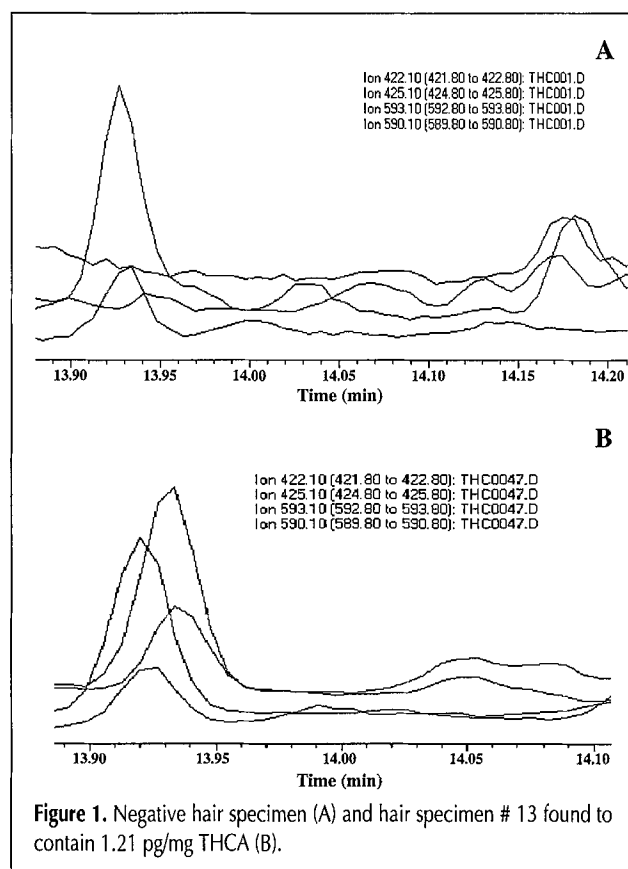 A
Ion 422.10 (421.80 to 422.80): THC001.D
Ion 425.10 (424.80 to 425.80): THC001.D
Ion 593.10 (592.80 to 593.80): THC001.D
Ion 590.10 (589.80 to 590.80): THC001.D
13.90 13.95 14.00 14.05 14.10 14.15 14.20
Time (min)
B
Ion 422.10 (421.80 to 422.80): THC0047.D
Ion 425.10 (424.80 to 425.80): THC0047.D
Ion 593.10 (592.80 to 593.80): THC0047.D
Ion 590.10 (589.80 to 590.80): THC0047.D
13.90 13.95 14.00 14.05 14.10
Time (min)
Figure 1. Negative hair specimen (A) and hair specimen # 13 found to
contain 1.21 pg/mg THCA (B).